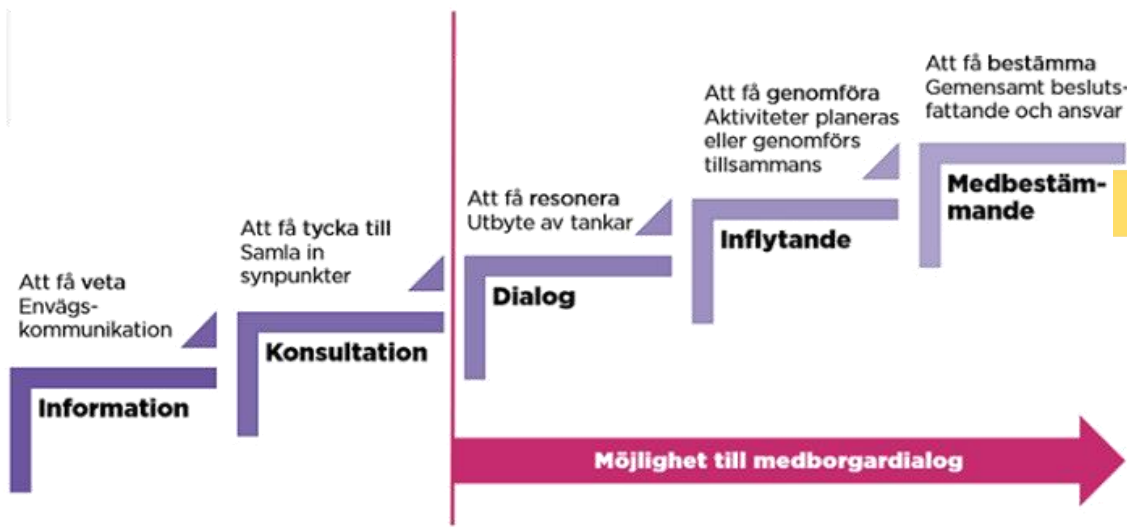 Att få veta
Envägs-
kommunikation
Information
Att få tycka till
Samla in
synpunkter
Konsultation
Att få resonera
Utbyte av tankar
Dialog
Att få genomföra
Aktiviteter planeras
eller genomförs
tillsammans
Inflytande
Att få bestämma
Gemensamt besluts-
fattande och ansvar
Medbestäm-
mande
Möjlighet till medborgardialog